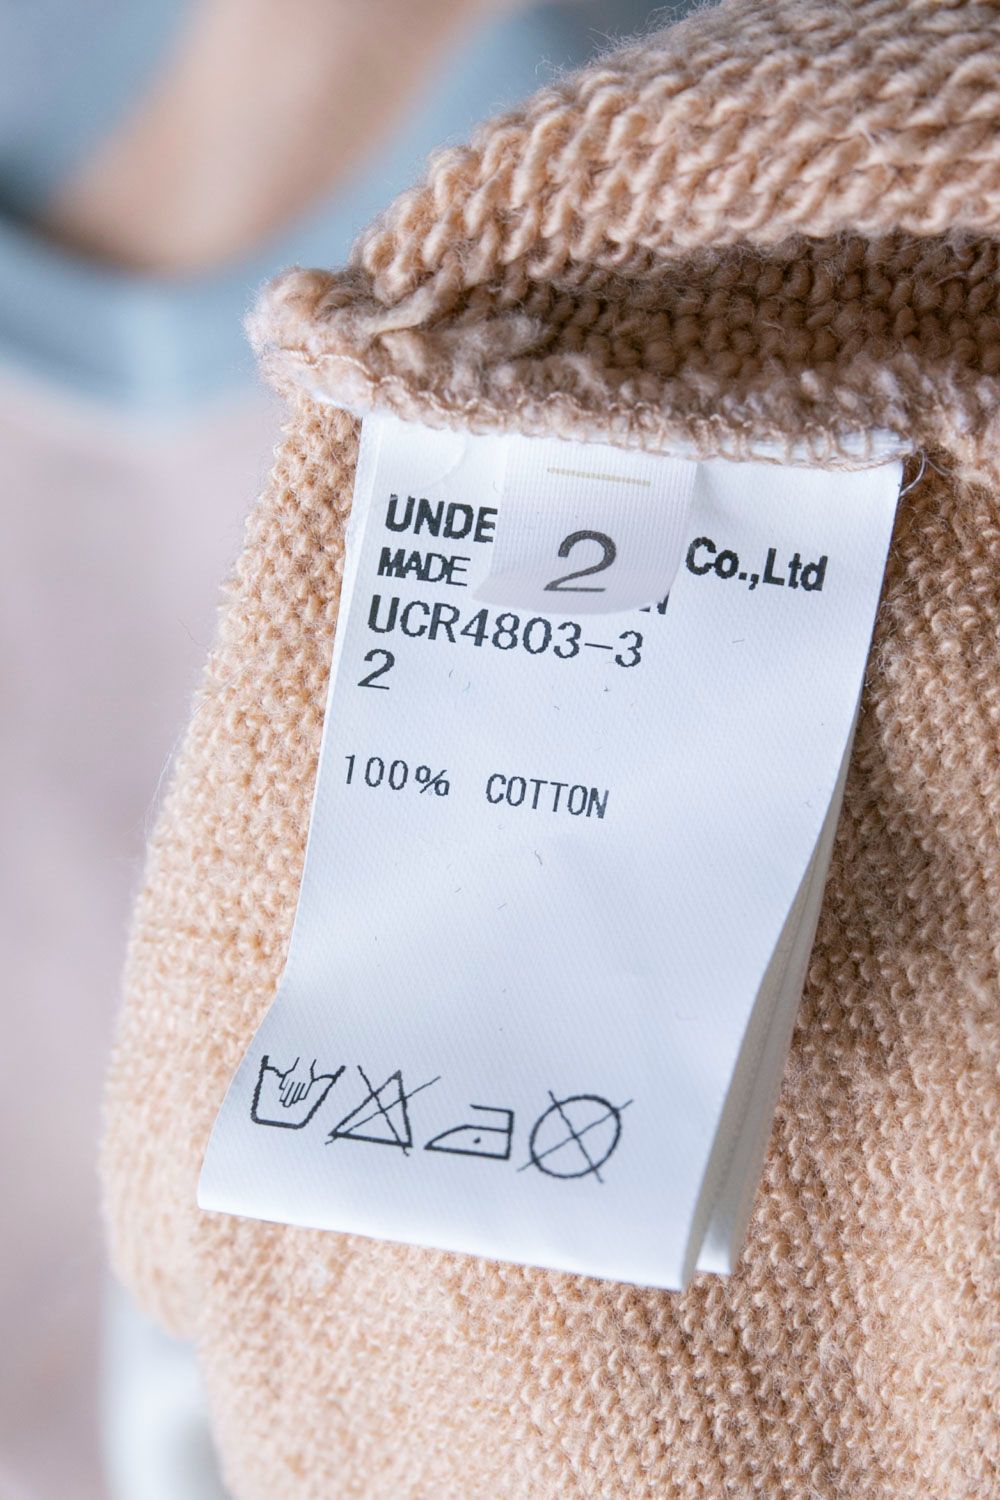 UNDE 2 Co.,Ltd
MADE
UCR4803-3
2
100% COTTON